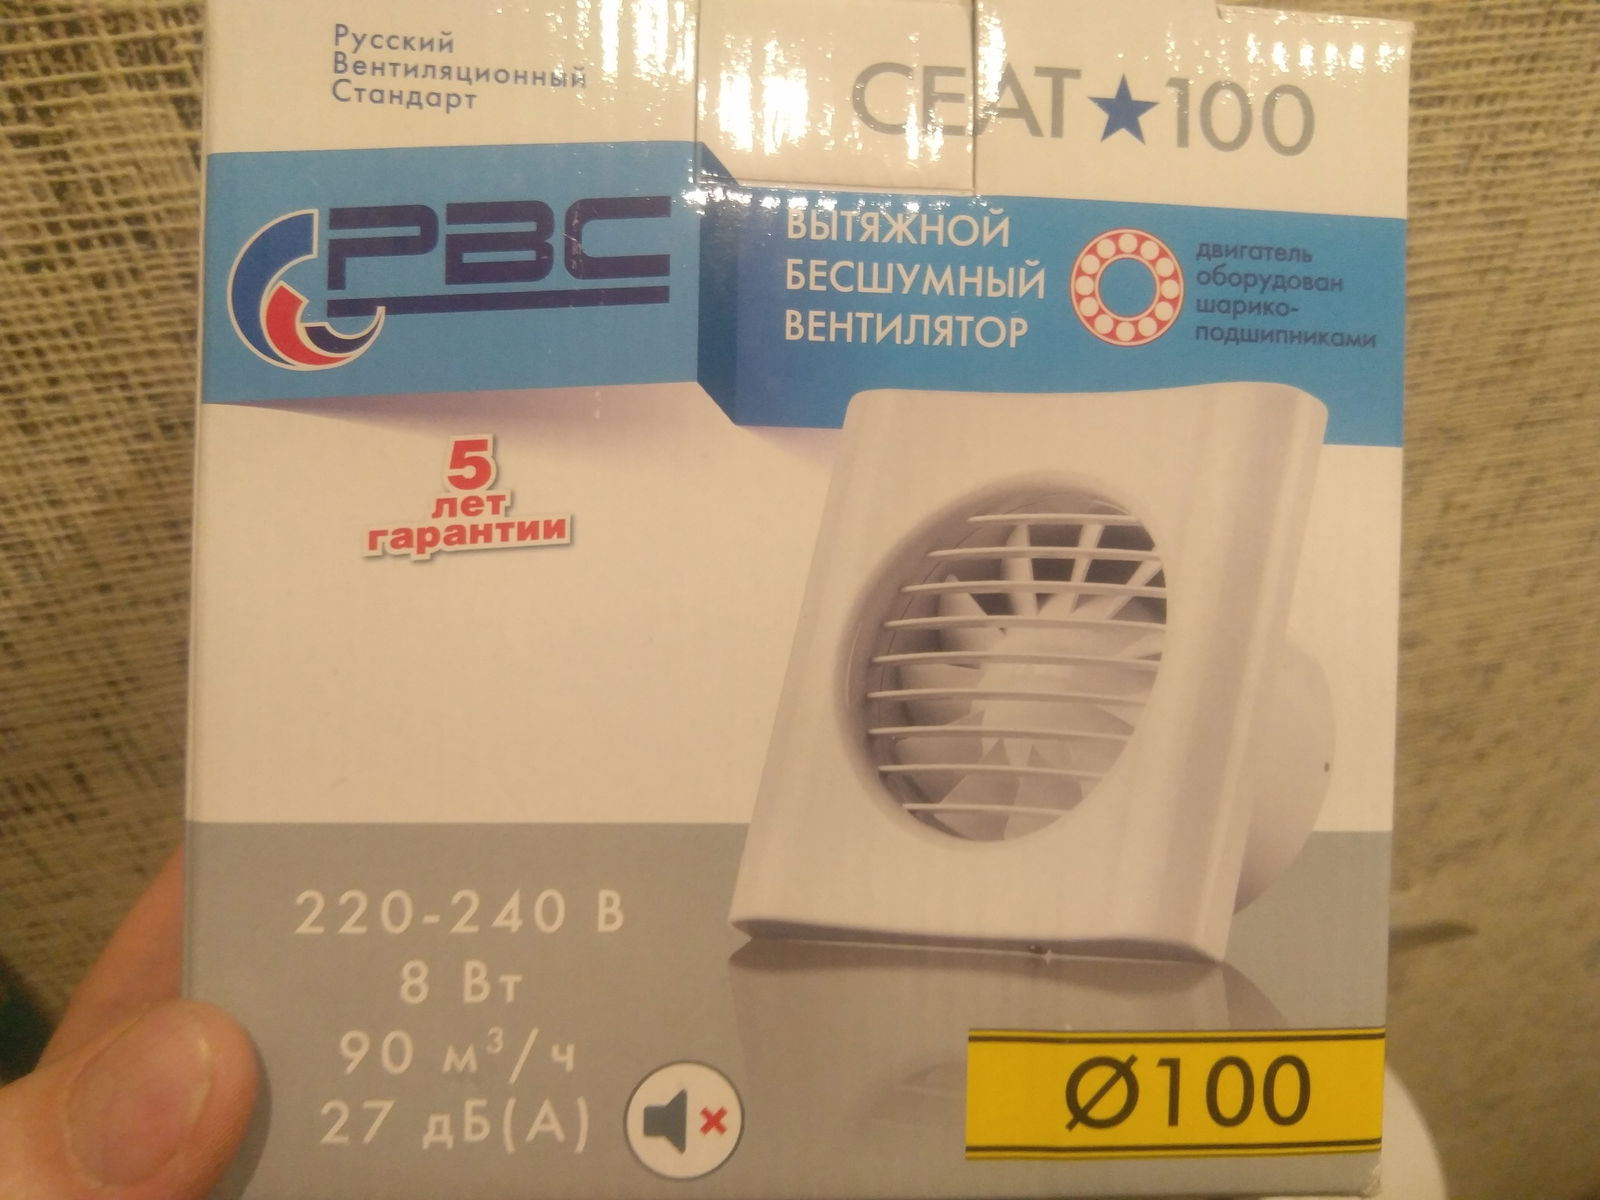 Русский
Вентиляционный
Стандарт
СЕАТ★100
РВС
ВЫТЯЖНОЙ
БЕСШУМНЫЙ
ВЕНТИЛЯТОР
двигатель
оборудован
шарико-
подшипниками
5
лет
гарантии
220-240 В
8 Вт
90 м³/ч
27 дБ(А)
Ø100